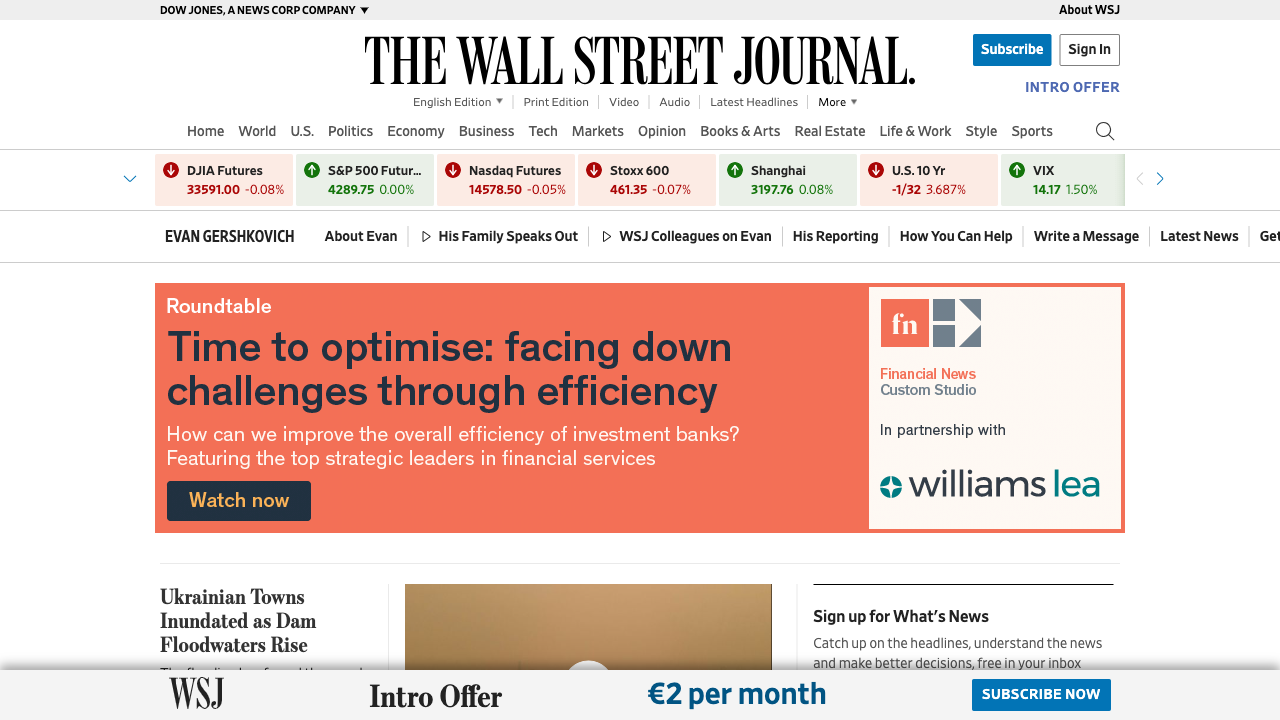 DOW JONES, A NEWS CORP COMPANY
About WSJ
THE WALL STREET JOURNAL.
Subscribe
Sign In
INTRO OFFER
English Edition
Print Edition
Video
Audio
Latest Headlines
More
Home
World
U.S.
Politics
Economy
Business
Tech
Markets
Opinion
Books & Arts
Real Estate
Life & Work
Style
Sports
DJIA Futures
33591.00 -0.08%
S&P 500 Futur...
4289.75 0.00%
Nasdaq Futures
14578.50 -0.05%
Stoxx 600
461.35 -0.07%
Shanghai
3197.76 0.08%
U.S. 10 Yr
-1/32 3.687%
VIX
14.17 1.50%
EVAN GERSHKOVICH
About Evan
His Family Speaks Out
WSJ Colleagues on Evan
His Reporting
How You Can Help
Write a Message
Latest News
Get
Roundtable
Time to optimise: facing down
challenges through efficiency
How can we improve the overall efficiency of investment banks?
Featuring the top strategic leaders in financial services
Watch now
fn
Financial News
Custom Studio
In partnership with
williams lea
Ukrainian Towns
Inundated as Dam
Floodwaters Rise
Sign up for What's News
Catch up on the headlines, understand the news
and make better decisions, free in your inbox
WSJ
Intro Offer
€2 per month
SUBSCRIBE NOW